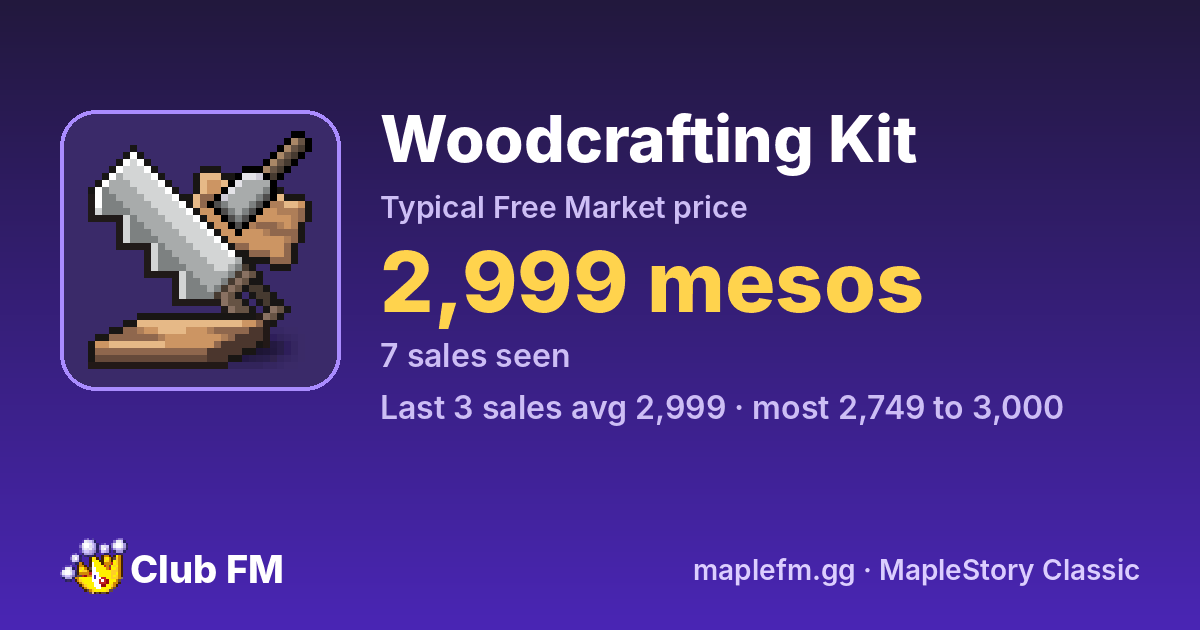 Woodcrafting Kit
Typical Free Market price
2,999 mesos
7 sales seen
Last 3 sales avg 2,999 · most 2,749 to 3,000
Club FM
maplefm.gg · MapleStory Classic